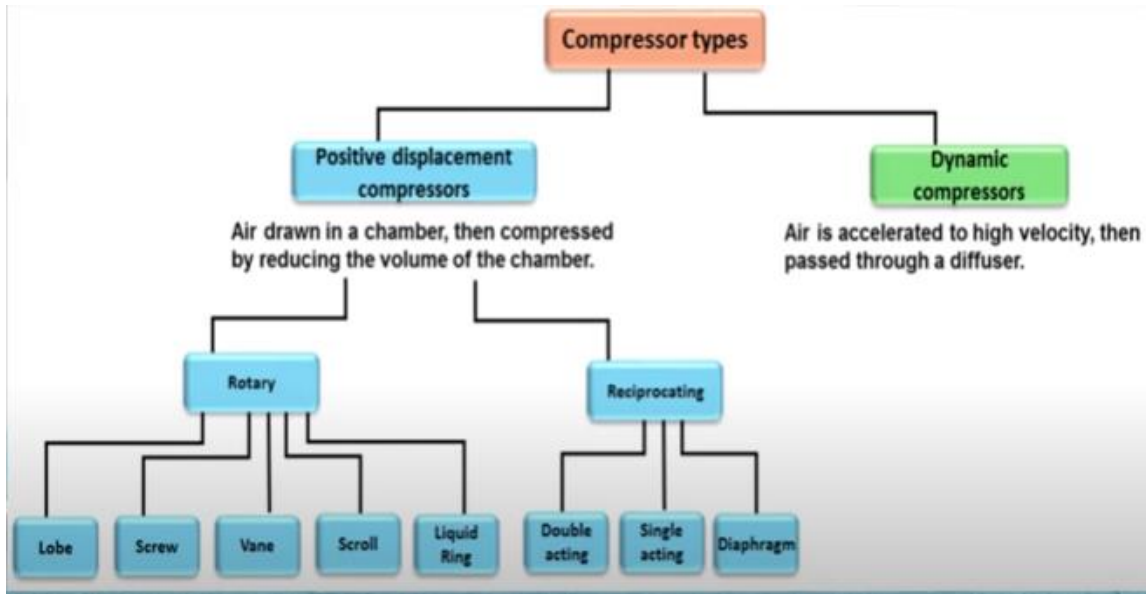 Compressor types
Positive displacement
compressors
Dynamic
compressors
Air drawn in a chamber, then compressed
by reducing the volume of the chamber.
Air is accelerated to high velocity, then
passed through a diffuser.
Rotary
Reciprocating
Lobe
Screw
Vane
Scroll
Liquid
Ring
Double
acting
Single
acting
Diaphragm